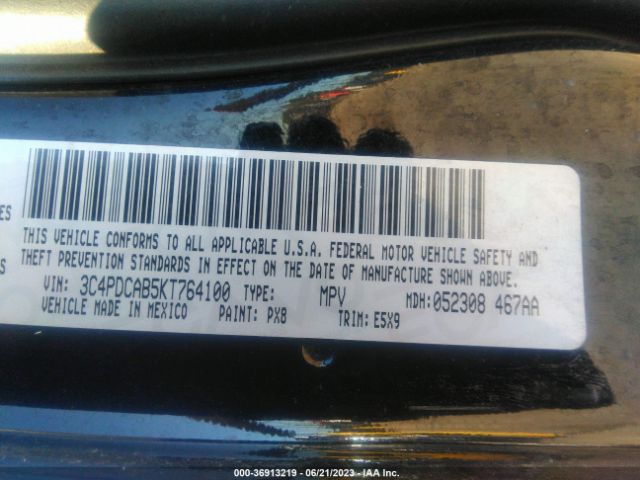 ES
THIS VEHICLE CONFORMS TO ALL APPLICABLE U.S.A. FEDERAL MOTOR VEHICLE SAFETY AND
S THEFT PREVENTION STANDARDS IN EFFECT ON THE DATE OF MANUFACTURE SHOWN ABOVE.
VIN: 3C4PDCAB5KT764100 TYPE: MPV MDH:052308 467AA
VEHICLE MADE IN MEXICO PAINT: PX8 TRIM: E5X9
000-36913219 - 06/21/2023 - IAA Inc.